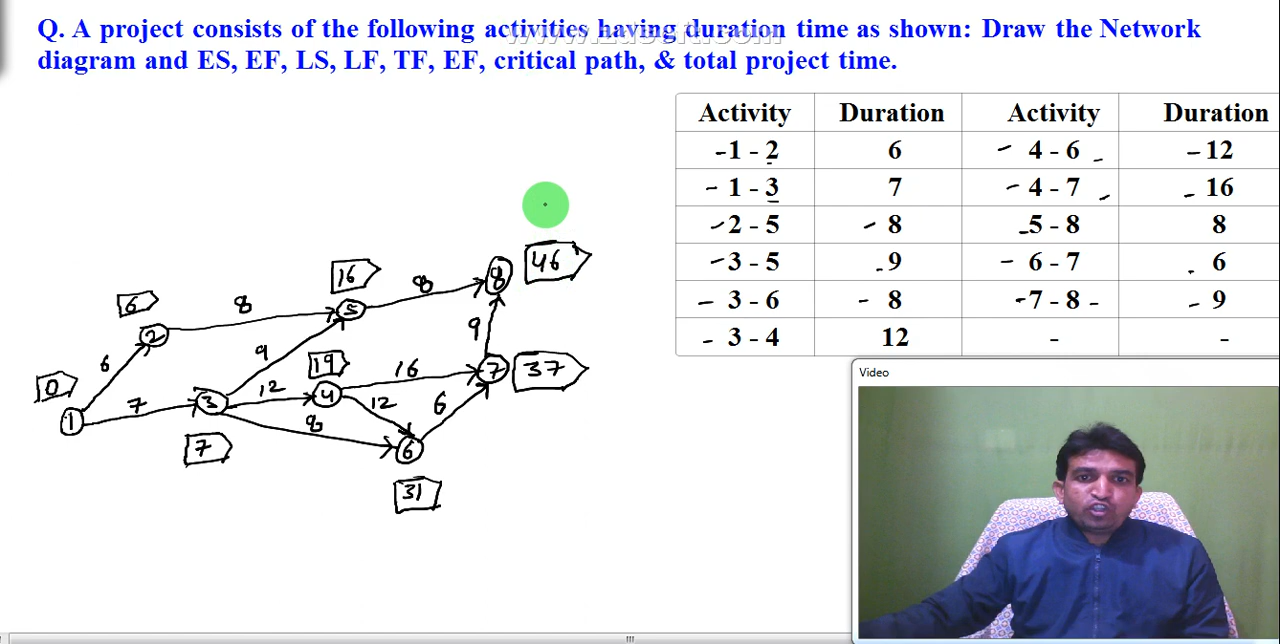 Q. A project consists of the following activities having duration time as shown: Draw the Network
diagram and ES, EF, LS, LF, TF, EF, critical path, & total project time.
Activity Duration Activity Duration
-1 - 2 6 - 4 - 6 - -12
- 1 - 3 7 - 4 - 7 - - 16
-2 - 5 - 8 -5 - 8 8
-3 - 5 .9 - 6 - 7 . 6
- 3 - 6 - 8 -7 - 8 - - 9
- 3 - 4 12 - -
46
8
16
8
5
6
8
2
9
9
19
16
7
37
6
12
4
12
6
0
7
3
8
1
6
7
31
Video